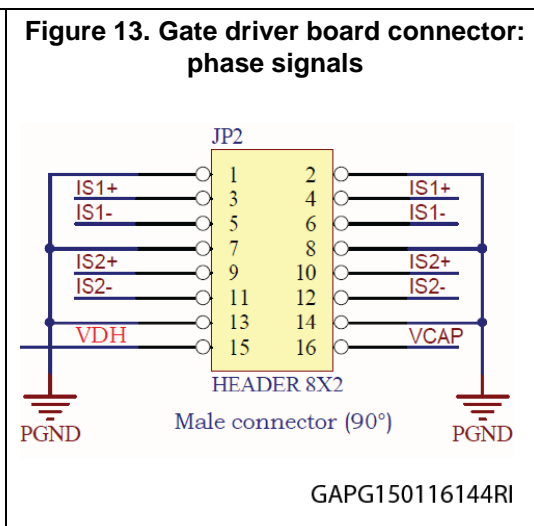 Figure 13. Gate driver board connector:
phase signals
JP2
1 2
IS1+ 3 4 IS1+
IS1- 5 6 IS1-
7 8
IS2+ 9 10 IS2+
IS2- 11 12 IS2-
13 14
VDH 15 16 VCAP
HEADER 8X2
PGND Male connector (90°) PGND
GAPG150116144RI